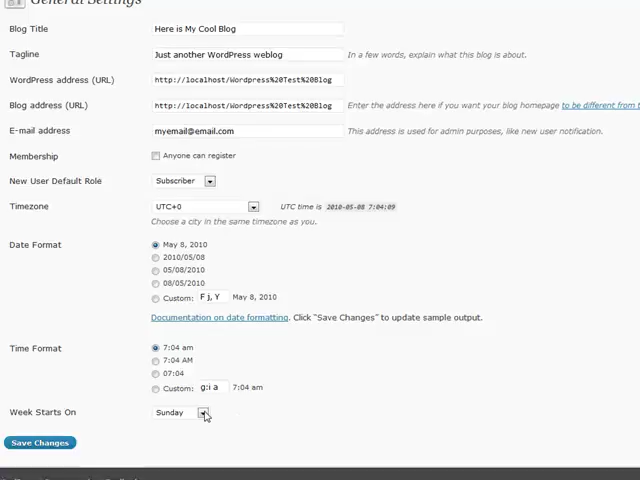 General Settings
Blog Title Here is My Cool Blog
Tagline Just another WordPress weblog In a few words, explain what this blog is about.
WordPress address (URL) http://localhost/Wordpress%20Test%20Blog
Blog address (URL) http://localhost/Wordpress%20Test%20Blog Enter the address here if you want your blog homepage to be different from
E-mail address myemail@email.com This address is used for admin purposes, like new user notification.
Membership Anyone can register
New User Default Role Subscriber
Timezone UTC+0 UTC time is 2010-05-08 7:04:09
Choose a city in the same timezone as you.
Date Format May 8, 2010
2010/05/08
05/08/2010
08/05/2010
Custom: F j, Y May 8, 2010
Documentation on date formatting. Click "Save Changes" to update sample output.
Time Format 7:04 am
7:04 AM
07:04
Custom: g:i a 7:04 am
Week Starts On Sunday
Save Changes